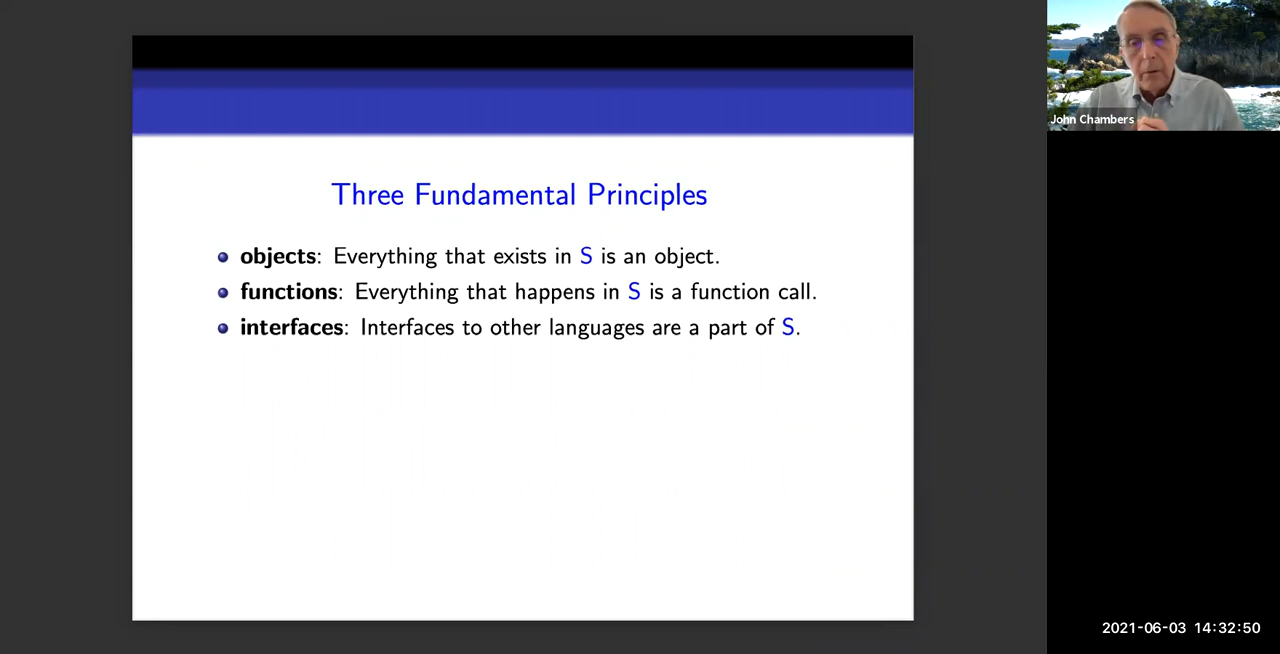 Three Fundamental Principles
objects: Everything that exists in S is an object.
functions: Everything that happens in S is a function call.
interfaces: Interfaces to other languages are a part of S.
John Chambers
2021-06-03 14:32:50